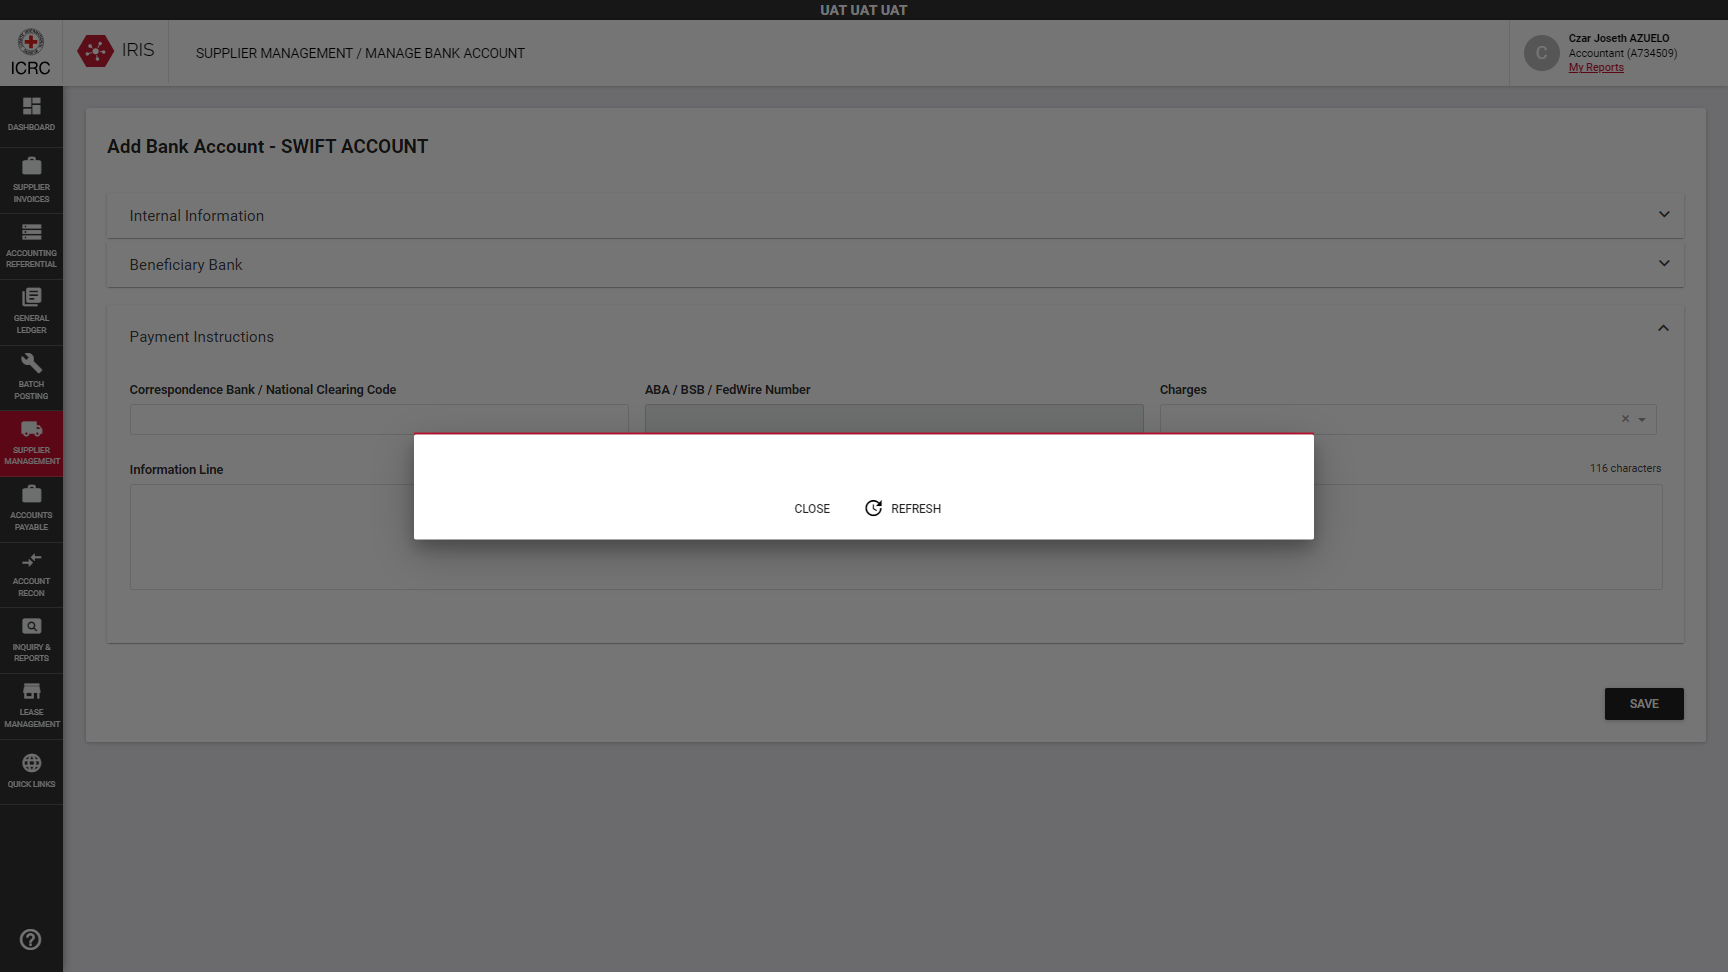 UAT UAT UAT
ICRC
IRIS
SUPPLIER MANAGEMENT / MANAGE BANK ACCOUNT
C
Czar Joseth AZUELO
Accountant (A734509)
My Reports
DASHBOARD
SUPPLIER
INVOICES
ACCOUNTING
REFERENTIAL
GENERAL
LEDGER
BATCH
POSTING
SUPPLIER
MANAGEMENT
ACCOUNTS
PAYABLE
ACCOUNT
RECON
INQUIRY &
REPORTS
LEASE
MANAGEMENT
QUICK LINKS
Add Bank Account - SWIFT ACCOUNT
Internal Information
Beneficiary Bank
Payment Instructions
Correspondence Bank / National Clearing Code
ABA / BSB / FedWire Number
Charges
Information Line
116 characters
CLOSE
REFRESH
SAVE